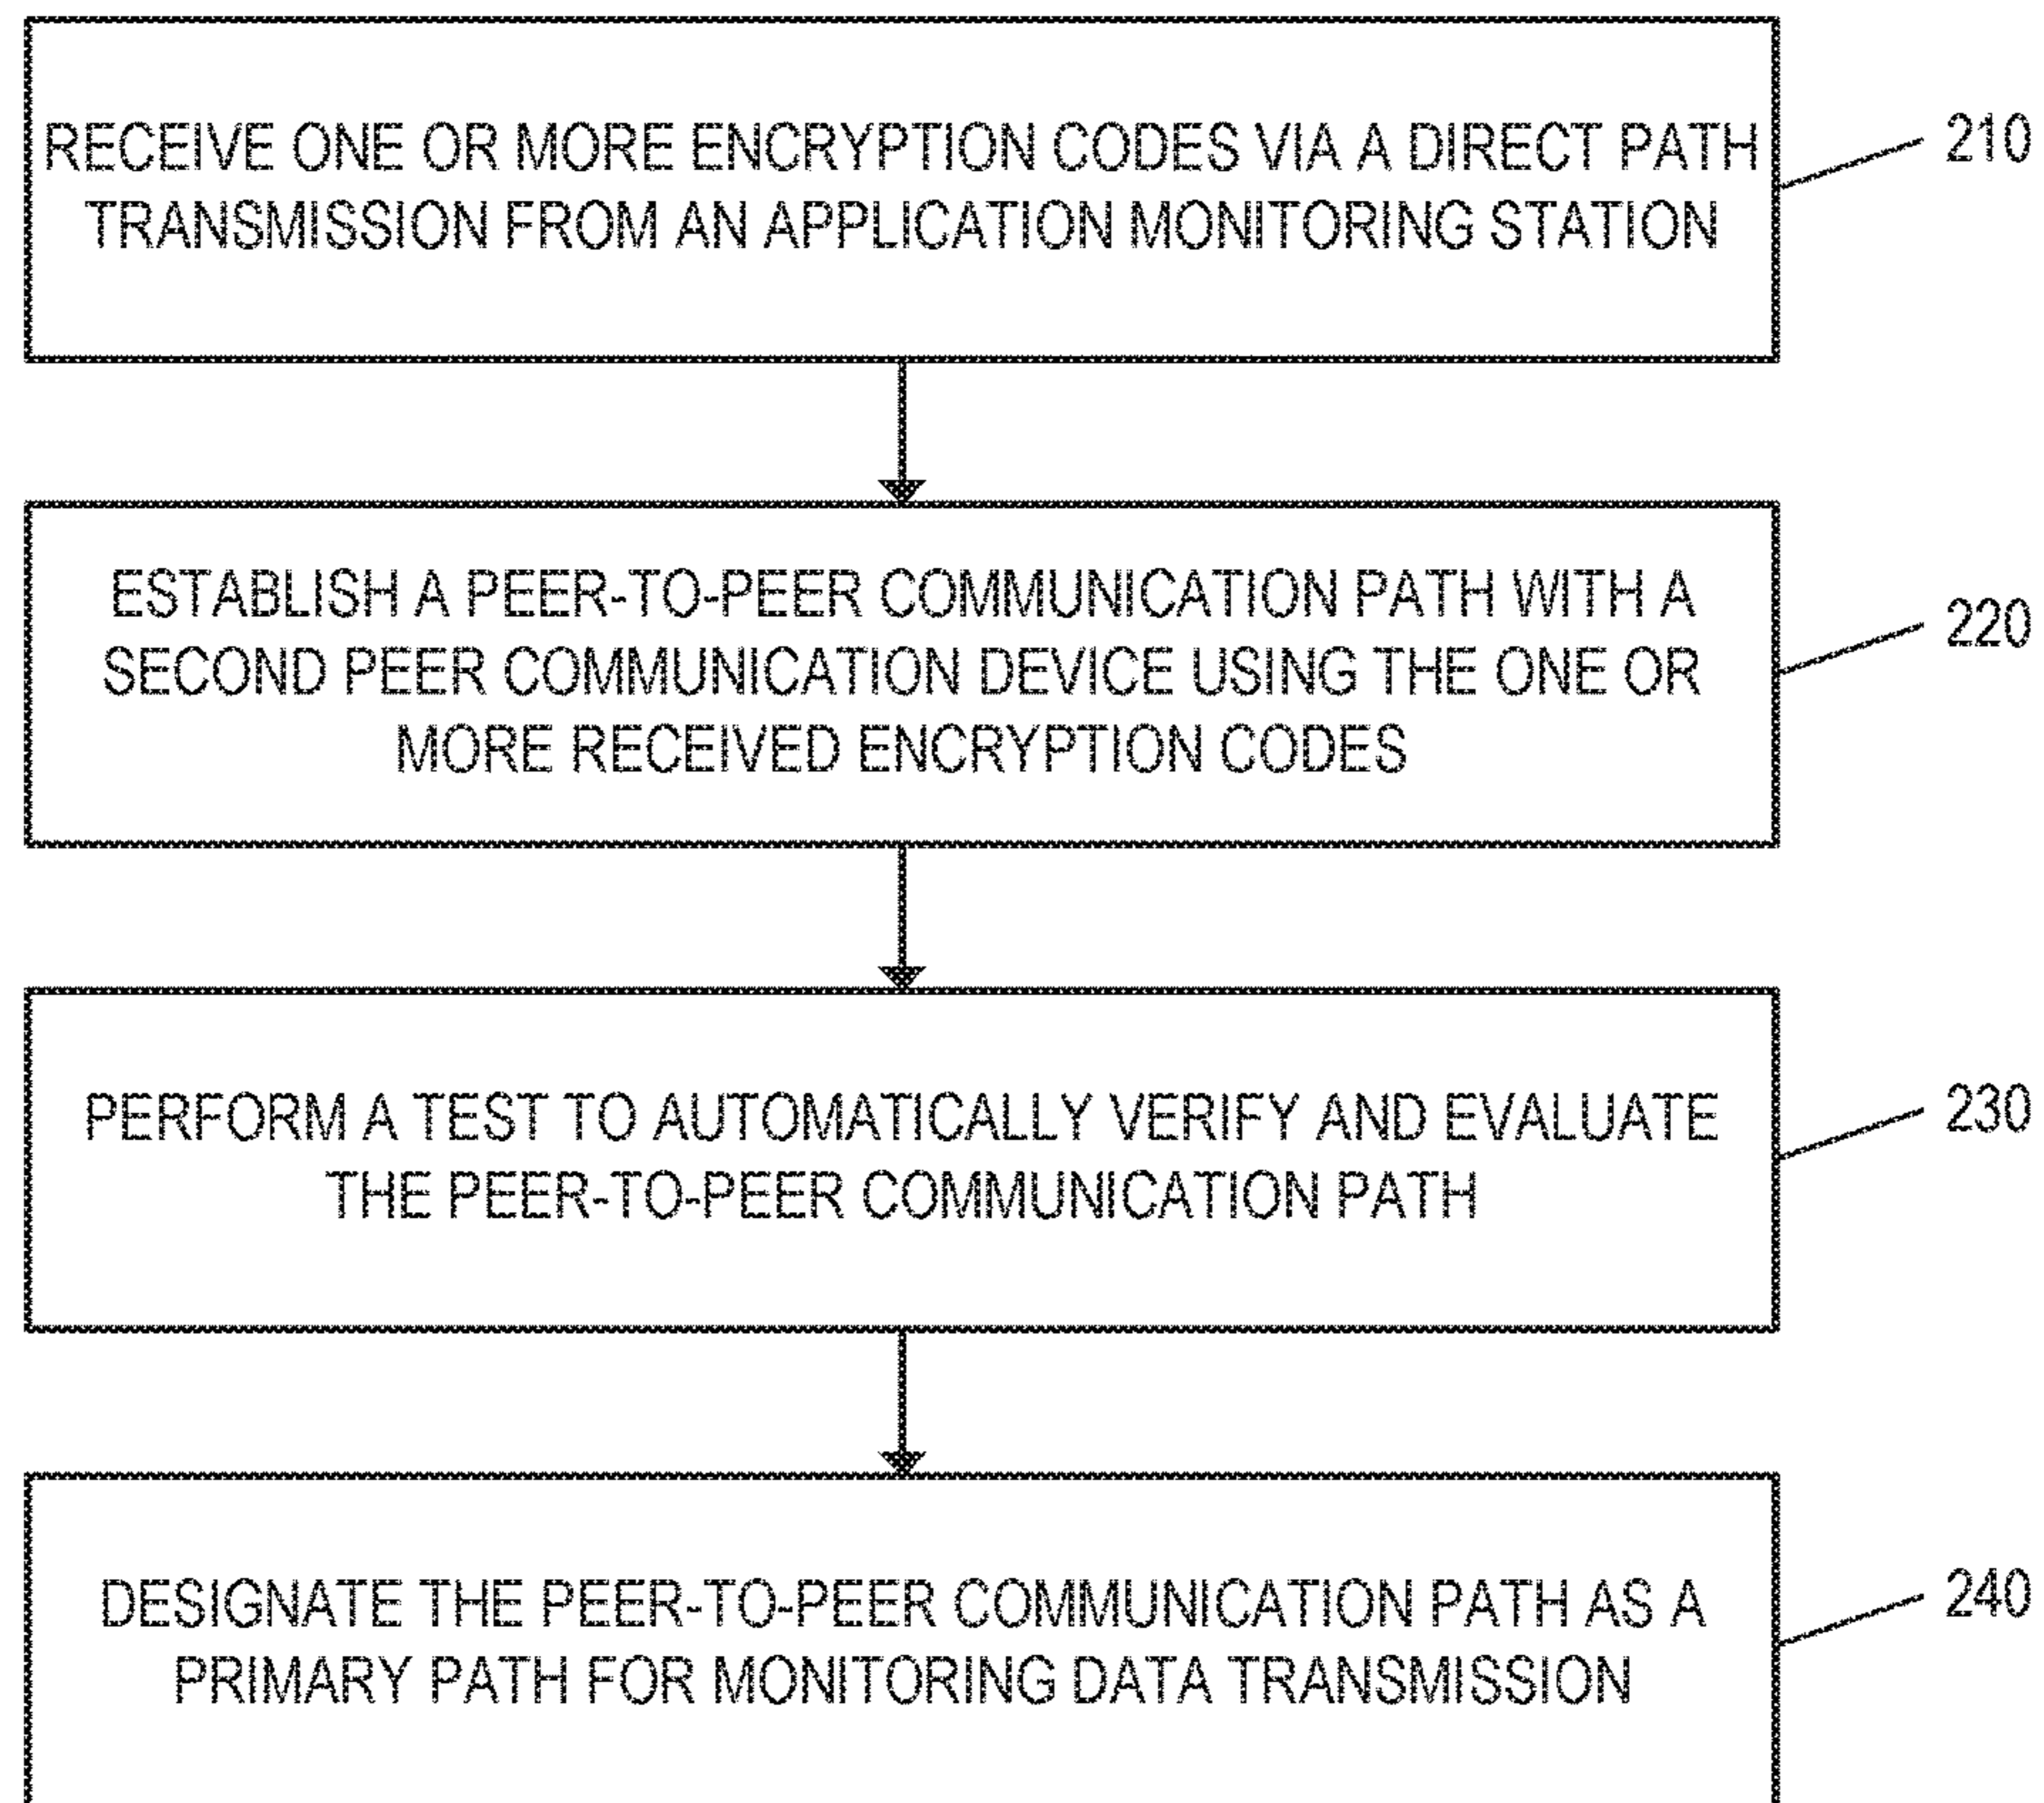 RECEIVE ONE OR MORE ENCRYPTION CODES VIA A DIRECT PATH
TRANSMISSION FROM AN APPLICATION MONITORING STATION
210
ESTABLISH A PEER-TO-PEER COMMUNICATION PATH WITH A
SECOND PEER COMMUNICATION DEVICE USING THE ONE OR
MORE RECEIVED ENCRYPTION CODES
220
PERFORM A TEST TO AUTOMATICALLY VERIFY AND EVALUATE
THE PEER-TO-PEER COMMUNICATION PATH
230
DESIGNATE THE PEER-TO-PEER COMMUNICATION PATH AS A
PRIMARY PATH FOR MONITORING DATA TRANSMISSION
240